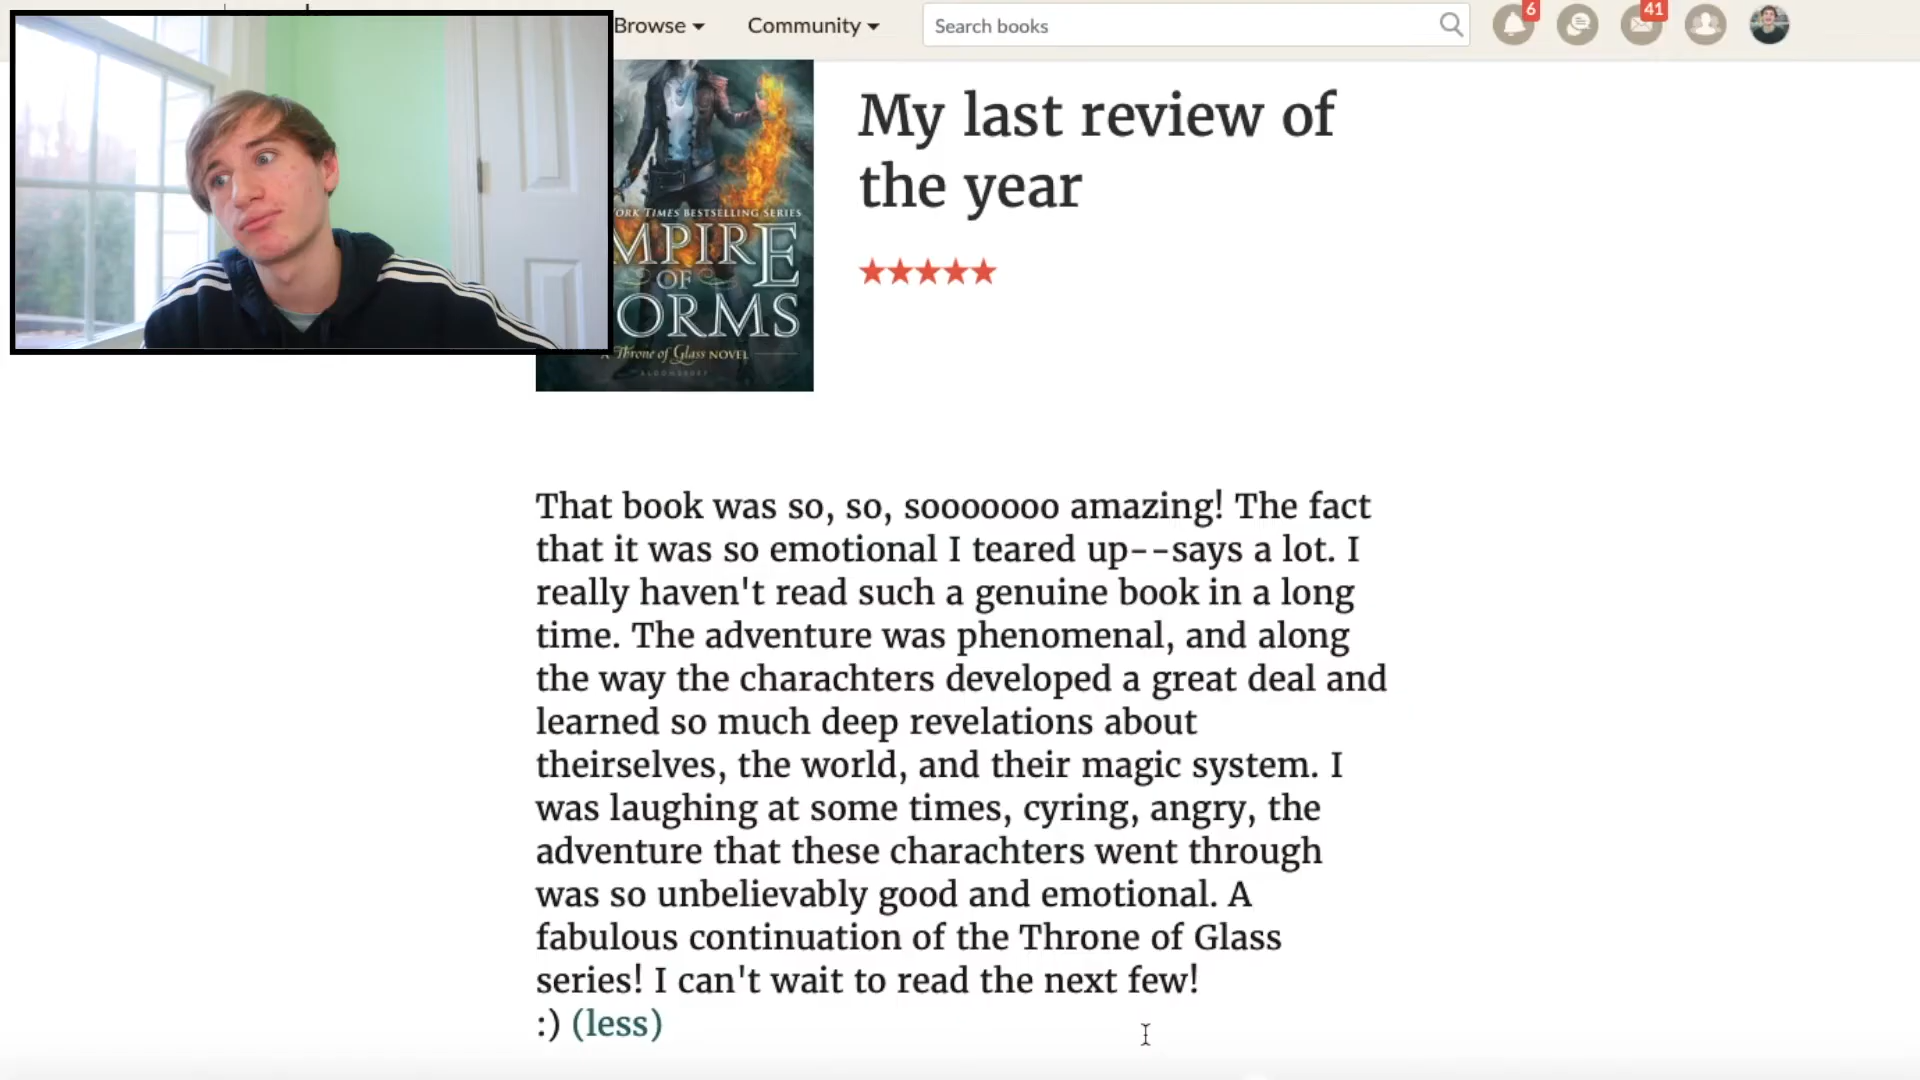 Browse
Community
Search books
6
41
My last review of
the year
ORK TIMES BESTSELLING SERIES
MPIRE
OF
ORMS
A Throne of Glass NOVEL
BLOOMSBURY
That book was so, so, sooooooo amazing! The fact
that it was so emotional I teared up--says a lot. I
really haven't read such a genuine book in a long
time. The adventure was phenomenal, and along
the way the charachters developed a great deal and
learned so much deep revelations about
theirselves, the world, and their magic system. I
was laughing at some times, cyring, angry, the
adventure that these charachters went through
was so unbelievably good and emotional. A
fabulous continuation of the Throne of Glass
series! I can't wait to read the next few!
:) (less)